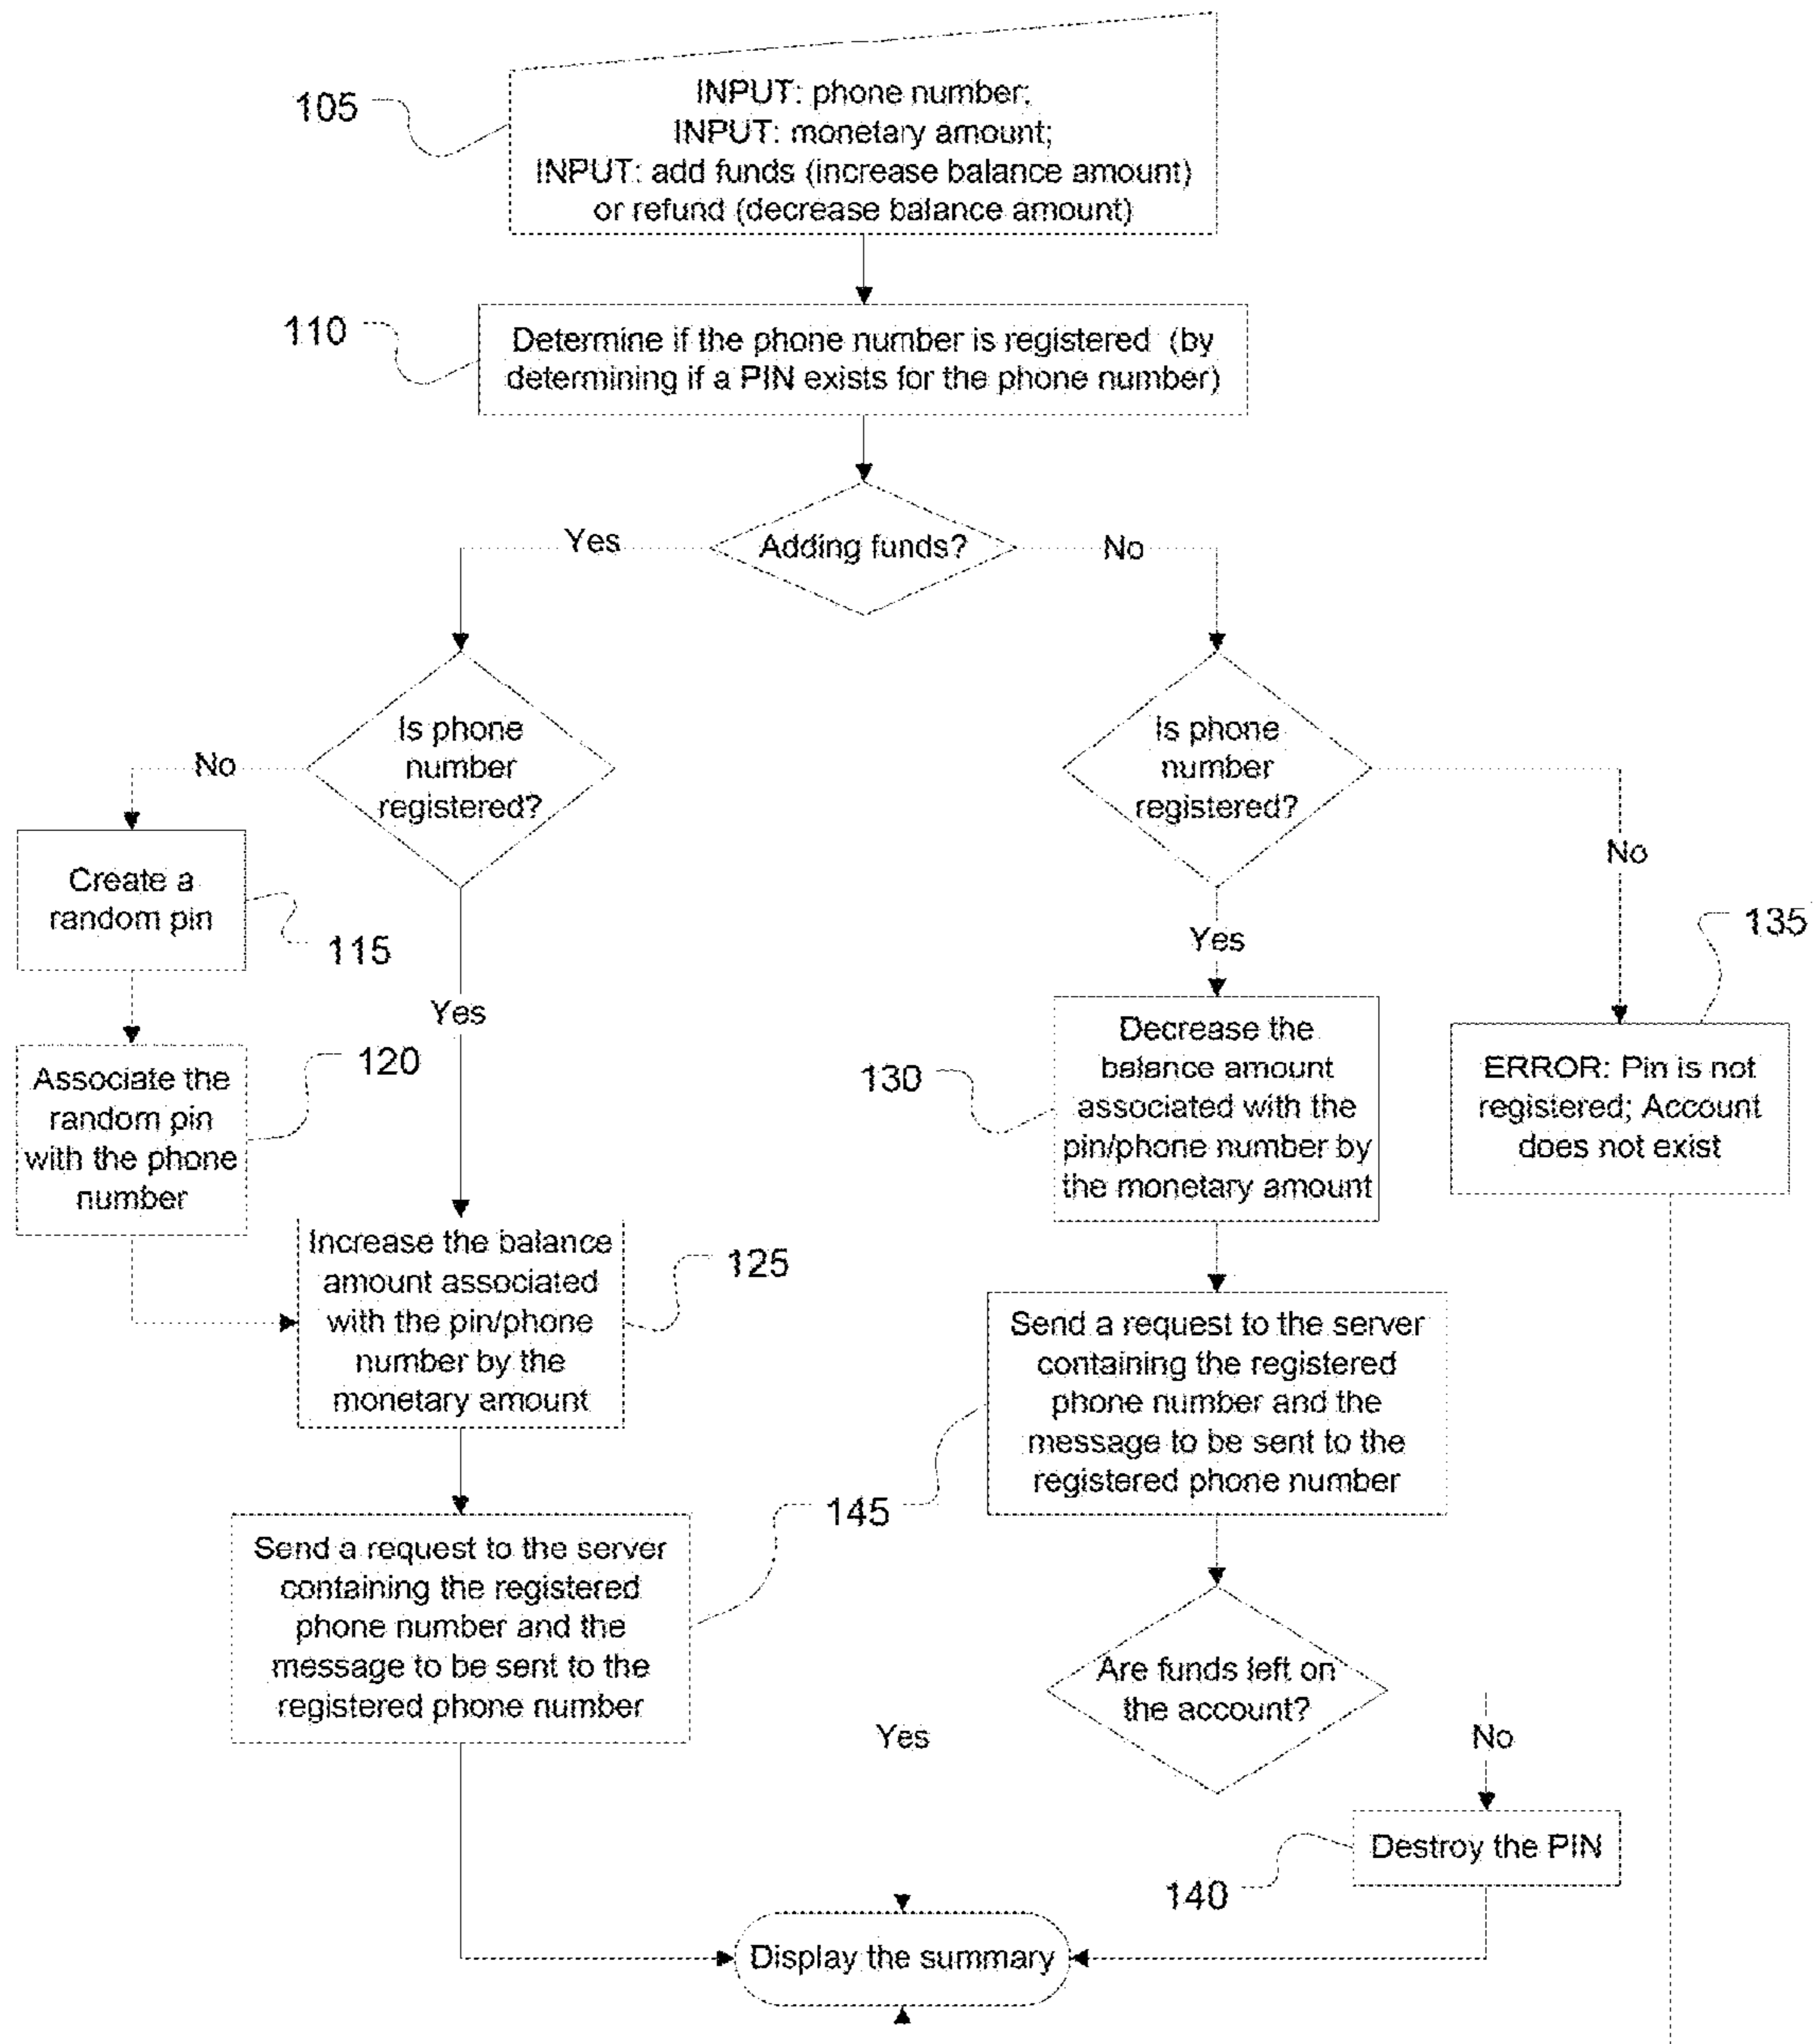 105
INPUT: phone number;
INPUT: monetary amount;
INPUT: add funds (increase balance amount)
or refund (decrease balance amount)
110
Determine if the phone number is registered (by
determining if a PIN exists for the phone number)
Adding funds?
Yes
No
Is phone
number
registered?
No
Yes
Create a
random pin
115
Associate the
random pin
with the phone
number
120
Increase the balance
amount associated
with the pin/phone
number by the
monetary amount
125
Send a request to the server
containing the registered
phone number and the
message to be sent to the
registered phone number
145
Is phone
number
registered?
Yes
No
Decrease the
balance amount
associated with the
pin/phone number by
the monetary amount
130
ERROR: Pin is not
registered; Account
does not exist
135
Send a request to the server
containing the registered
phone number and the
message to be sent to the
registered phone number
Are funds left on
the account?
Yes
No
Destroy the PIN
140
Display the summary